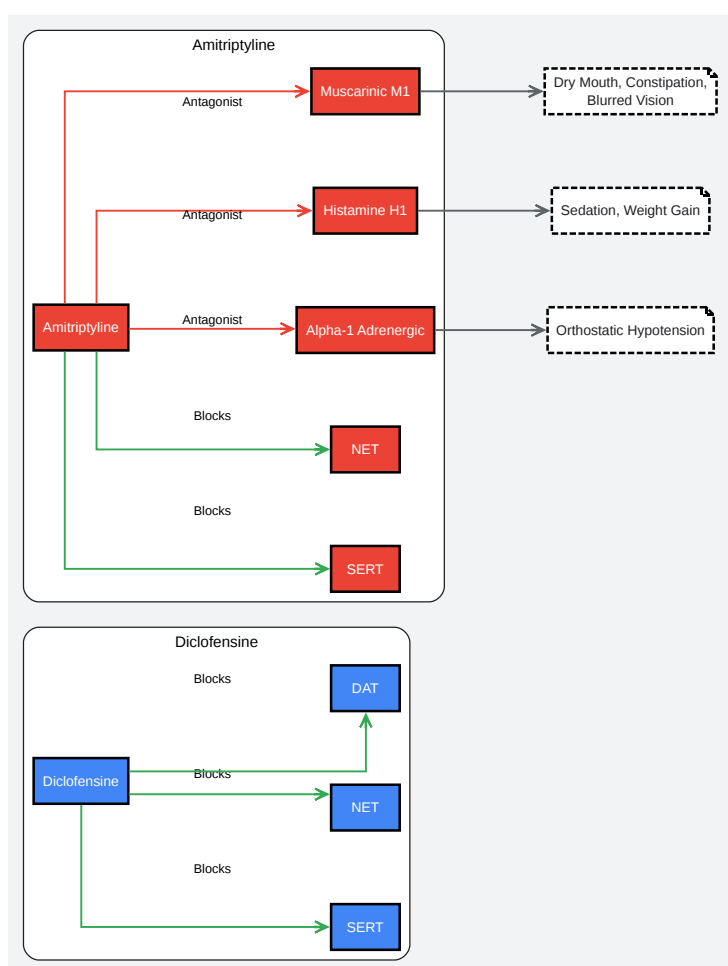 Amitriptyline
Muscarinic M1
Dry Mouth, Constipation,
Blurred Vision
Antagonist
Histamine H1
Sedation, Weight Gain
Antagonist
Amitriptyline
Antagonist
Alpha-1 Adrenergic
Orthostatic Hypotension
Blocks
NET
Blocks
SERT
Diclofensine
Blocks
DAT
Diclofensine
Blocks
NET
Blocks
SERT